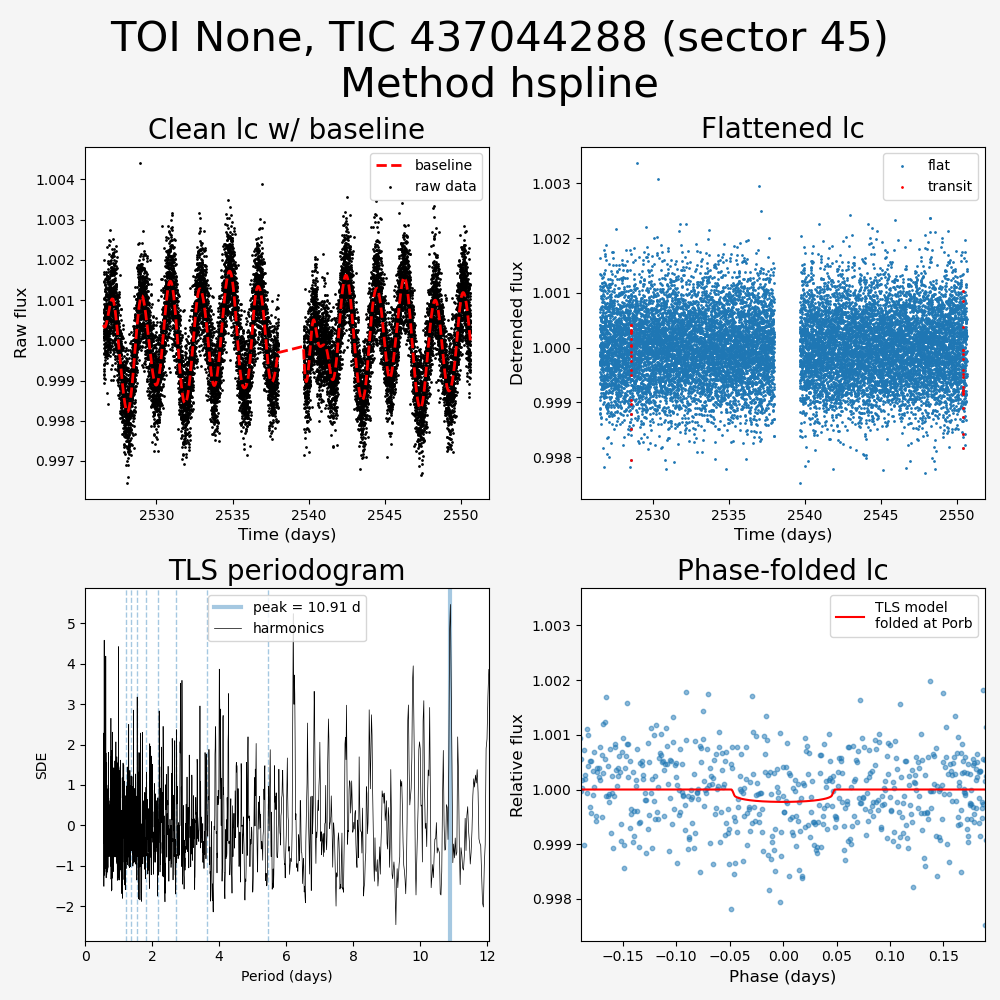 TOI None, TIC 437044288 (sector 45)
Method hspline
Clean lc w/ baseline
Raw flux
1.004
1.003
1.002
1.001
1.000
0.999
0.998
0.997
baseline
raw data
2530
2535
2540
2545
2550
Time (days)
Flattened lc
Detrended flux
1.003
1.002
1.001
1.000
0.999
0.998
flat
transit
2530
2535
2540
2545
2550
Time (days)
TLS periodogram
SDE
5
4
3
2
1
0
−1
−2
peak = 10.91 d
harmonics
0
2
4
6
8
10
12
Period (days)
Phase-folded lc
Relative flux
1.003
1.002
1.001
1.000
0.999
0.998
TLS model
folded at Porb
−0.15
−0.10
−0.05
0.00
0.05
0.10
0.15
Phase (days)